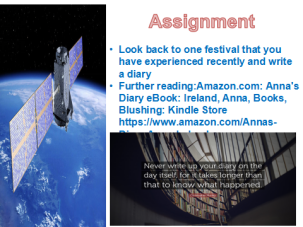 Assignment
• Look back to one festival that you
have experienced recently and write
a diary
• Further reading:Amazon.com: Anna's
Diary eBook: Ireland, Anna, Books,
Blushing: Kindle Store
https://www.amazon.com/Annas-
Never write up your diary on the
day itself, for it takes longer than
that to know what happened.